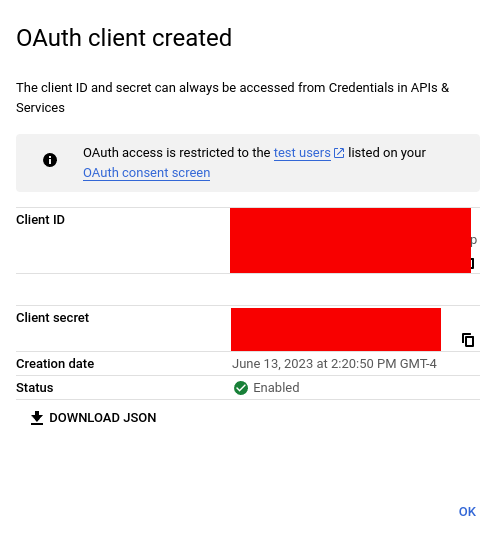 OAuth client created
The client ID and secret can always be accessed from Credentials in APIs &
Services
OAuth access is restricted to the test users listed on your
OAuth consent screen
Client ID
p
Client secret
Creation date June 13, 2023 at 2:20:50 PM GMT-4
Status Enabled
DOWNLOAD JSON
OK